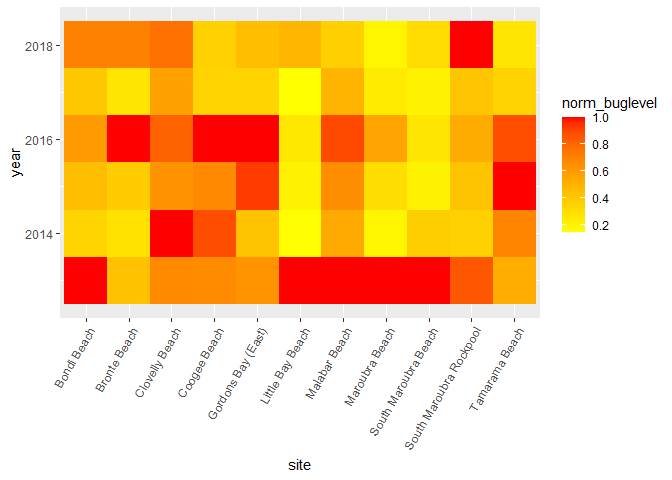 2018
2016
2014
year
norm_buglevel
1.0
0.8
0.6
0.4
0.2
Bondi Beach
Bronte Beach
Clovelly Beach
Coogee Beach
Gordons Bay (East)
Little Bay Beach
Malabar Beach
Maroubra Beach
South Maroubra Beach
South Maroubra Rockpool
Tamarama Beach
site